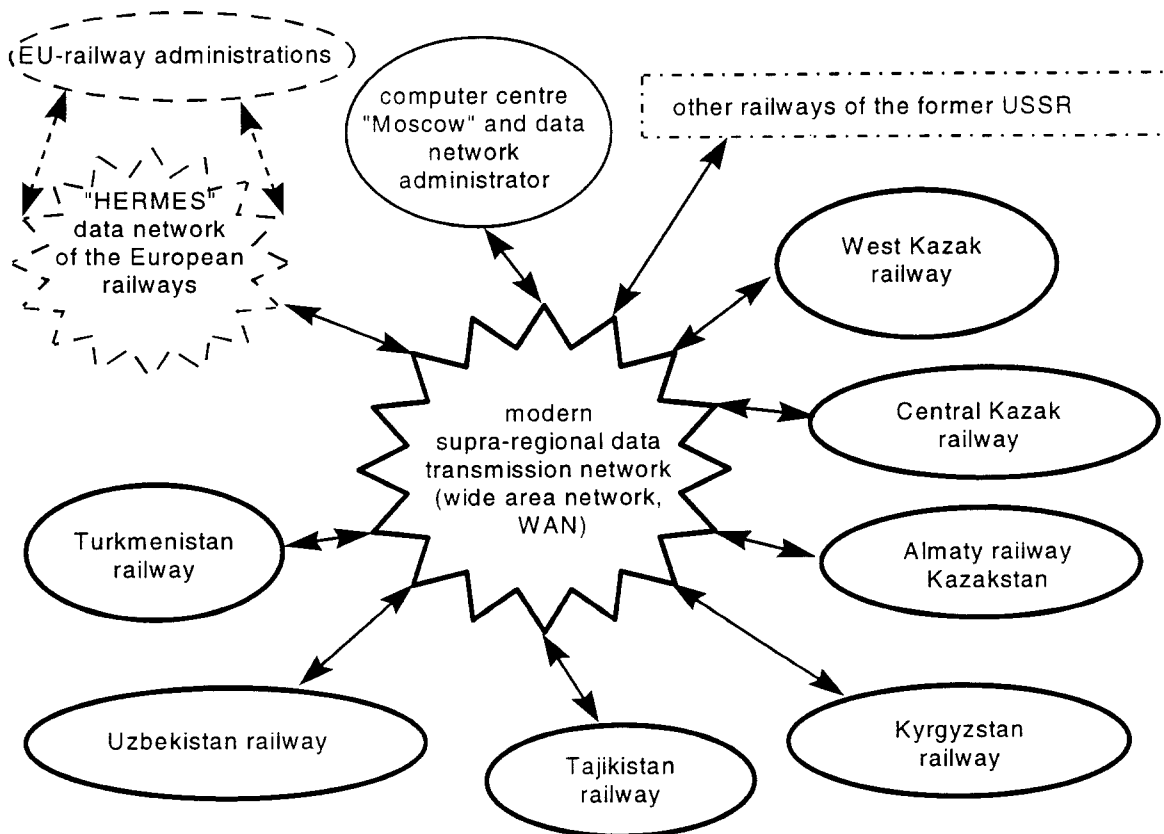 EU-railway administrations
computer centre
"Moscow" and data
network
administrator
other railways of the former USSR
"HERMES"
data network
of the European
railways
West Kazak
railway
Central Kazak
railway
modern
supra-regional data
transmission network
(wide area network,
WAN)
Turkmenistan
railway
Almaty railway
Kazakstan
Uzbekistan railway
Tajikistan
railway
Kyrgyzstan
railway